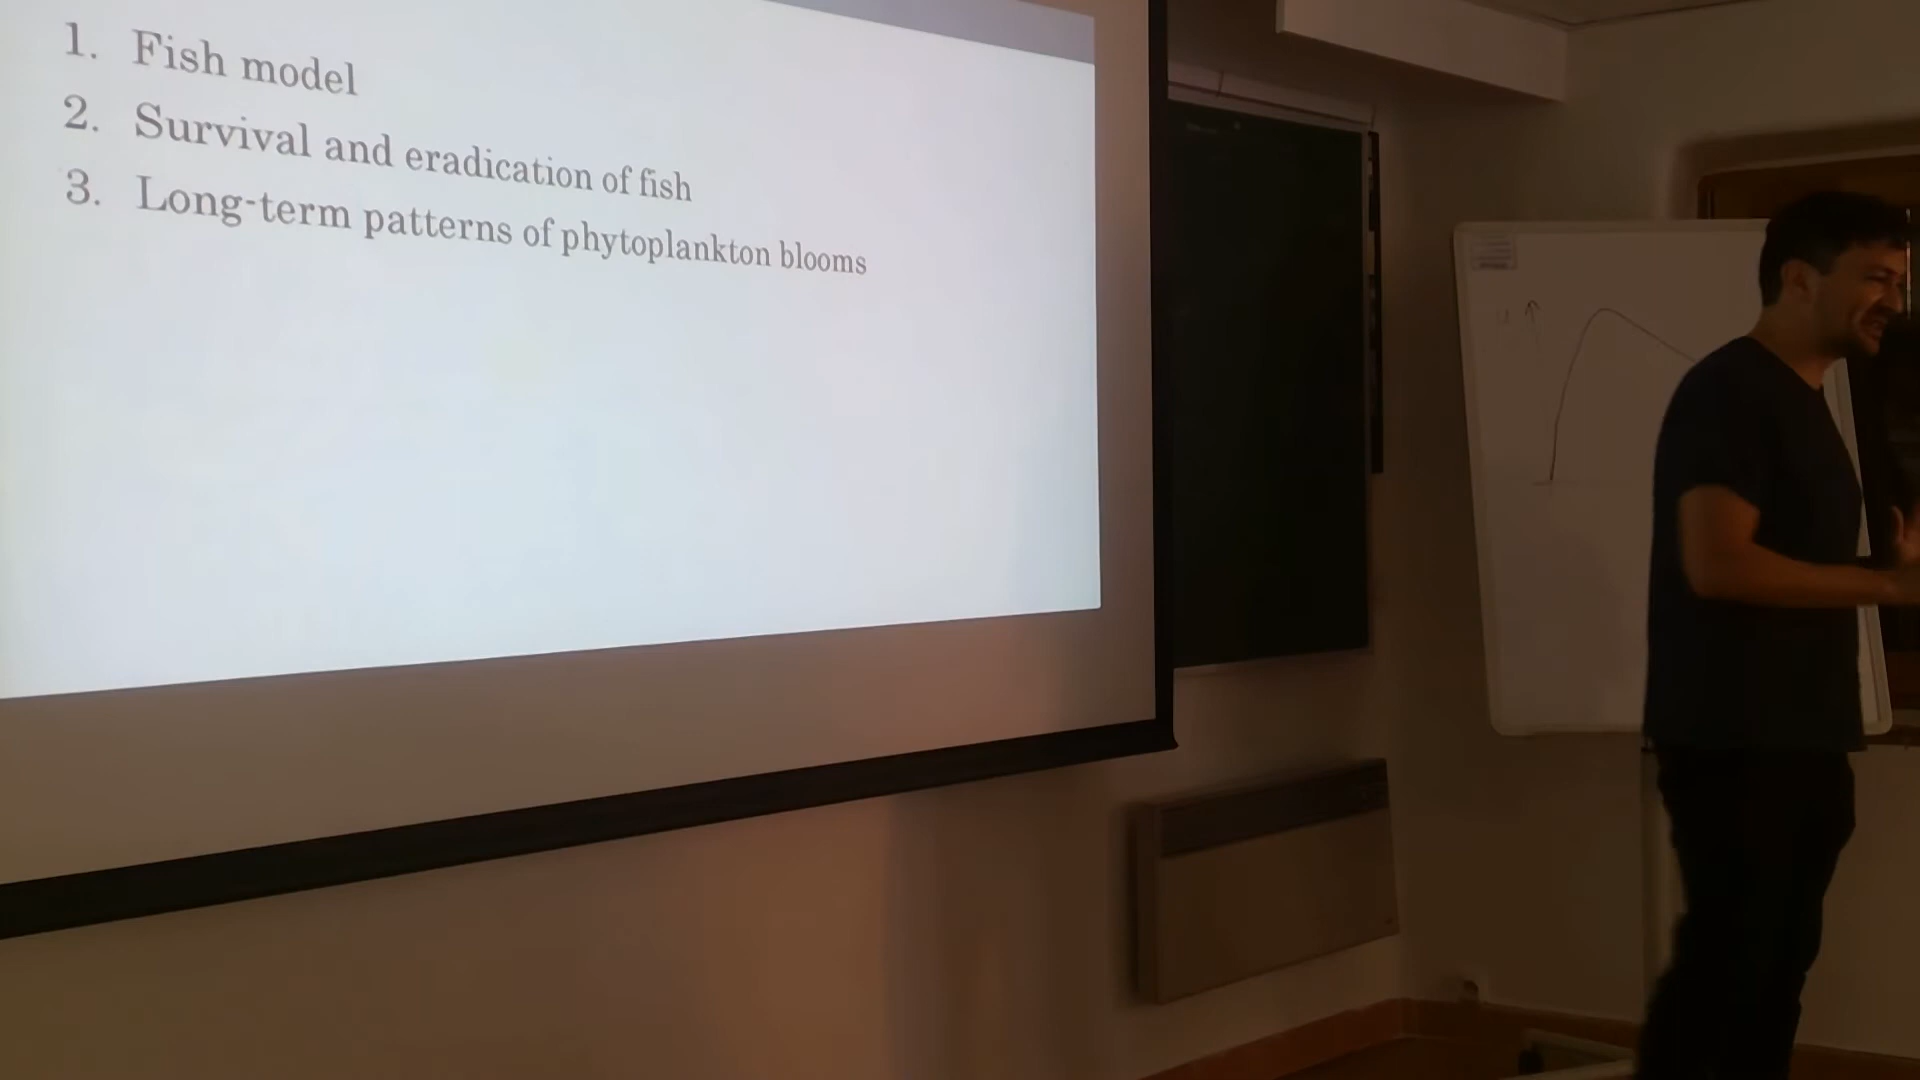 1. Fish model
2. Survival and eradication of fish
3. Long-term patterns of phytoplankton blooms